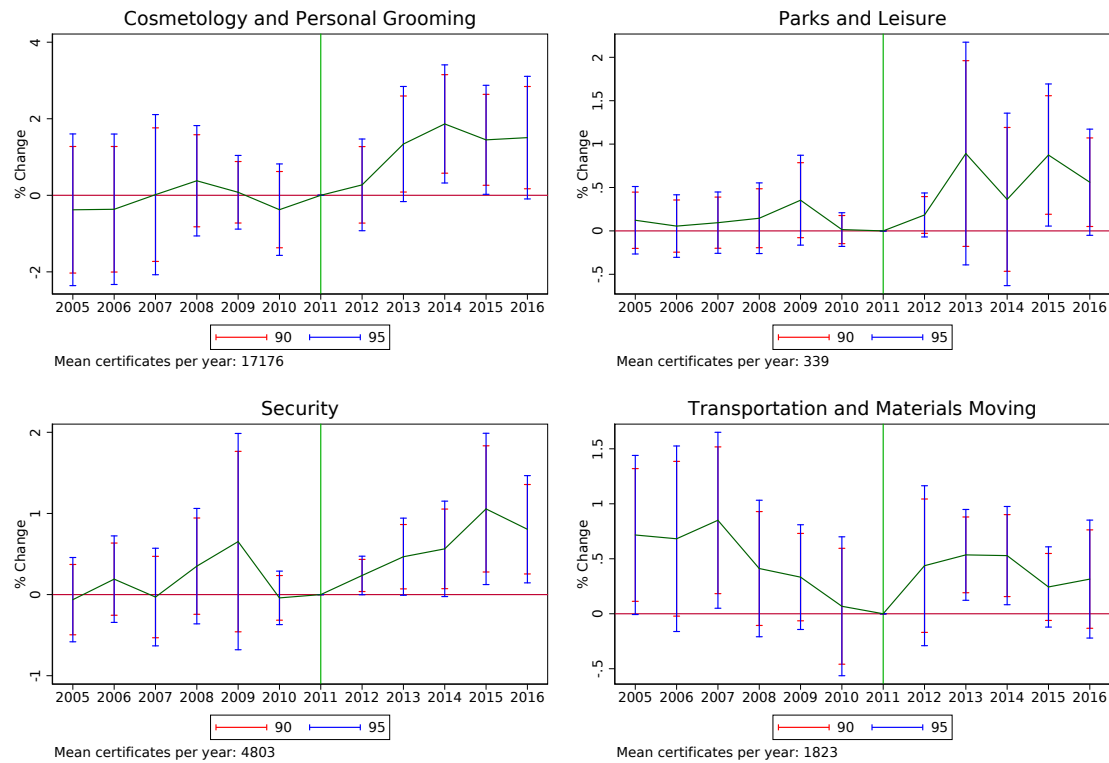 Cosmetology and Personal Grooming
% Change
4
2
0
-2
2005 2006 2007 2008 2009 2010 2011 2012 2013 2014 2015 2016
90 95
Mean certificates per year: 17176
Parks and Leisure
% Change
2
1.5
1
.5
0
-.5
2005 2006 2007 2008 2009 2010 2011 2012 2013 2014 2015 2016
90 95
Mean certificates per year: 339
Security
% Change
2
1
0
-1
2005 2006 2007 2008 2009 2010 2011 2012 2013 2014 2015 2016
90 95
Mean certificates per year: 4803
Transportation and Materials Moving
% Change
1.5
1
.5
0
-.5
2005 2006 2007 2008 2009 2010 2011 2012 2013 2014 2015 2016
90 95
Mean certificates per year: 1823